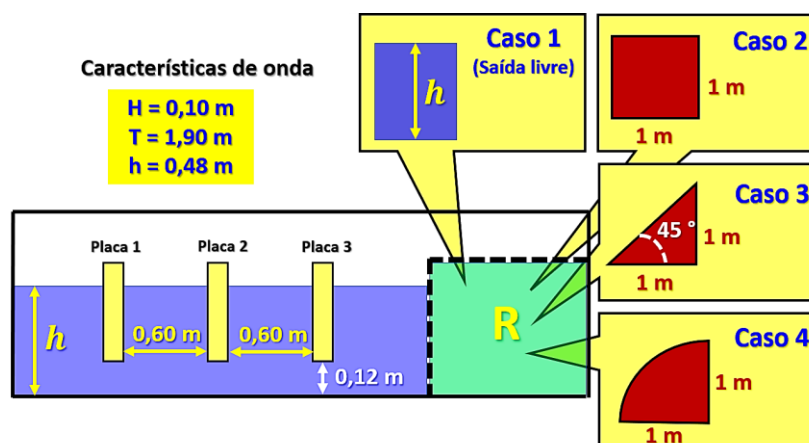 Características de onda
H = 0,10 m
T = 1,90 m
h = 0,48 m
Caso 1
(Saída livre)
h
Caso 2
1 m
1 m
Caso 3
45 °
1 m
1 m
Caso 4
1 m
1 m
Placa 1
Placa 2
Placa 3
h
0,60 m
0,60 m
0,12 m
R